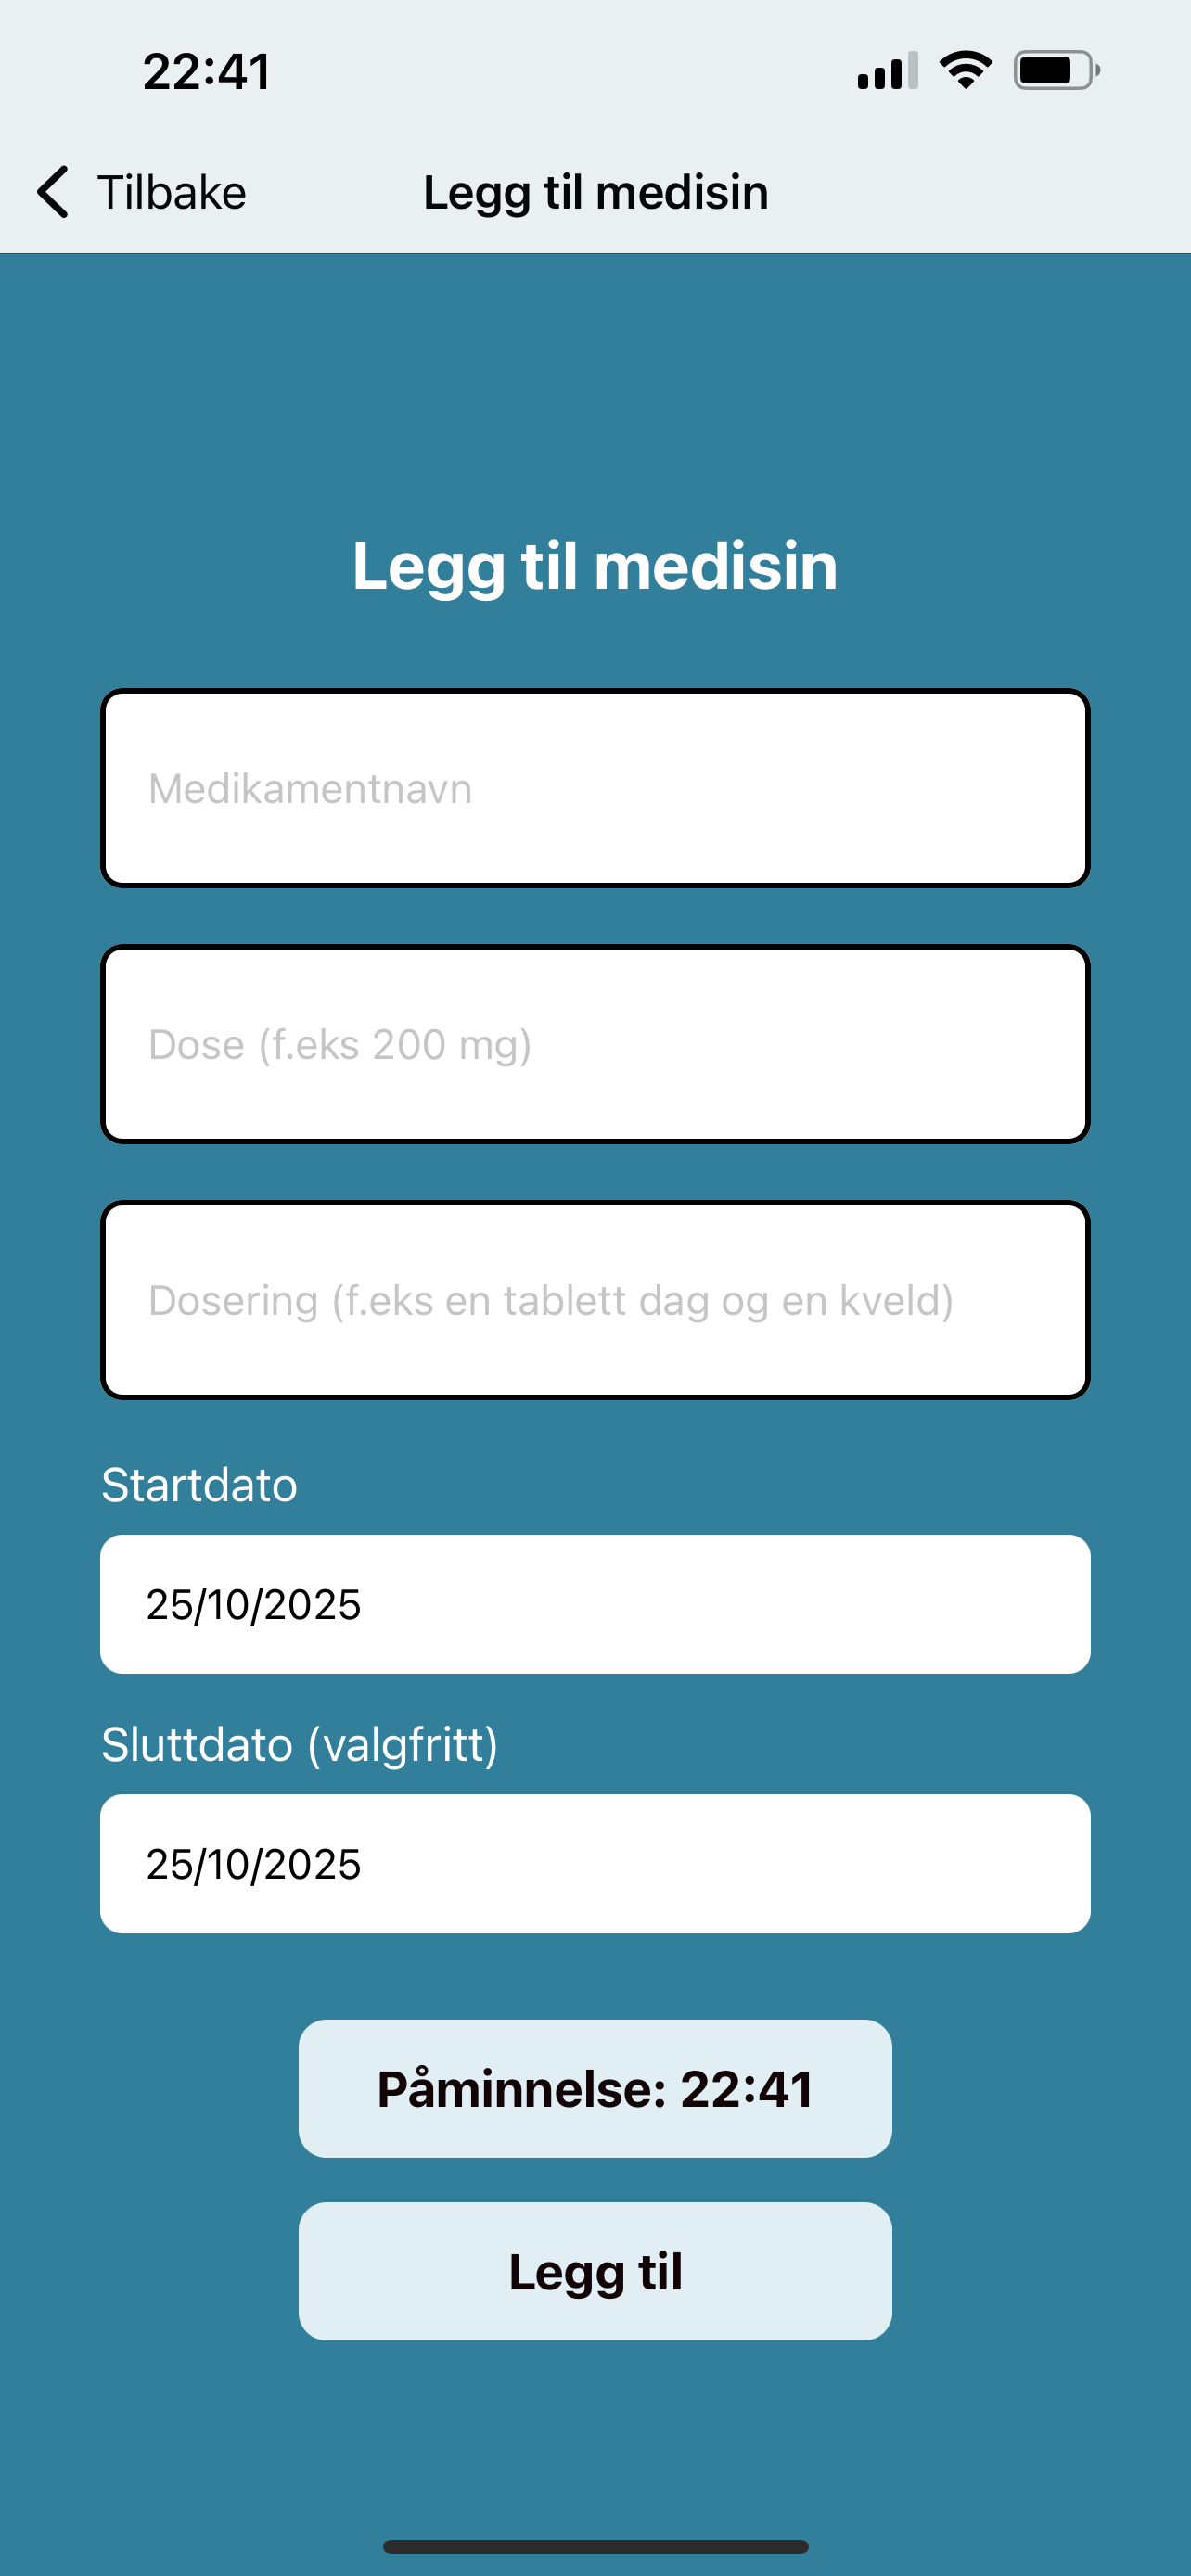 22:41
Tilbake
Legg til medisin
Legg til medisin
Medikamentnavn
Dose (f.eks 200 mg)
Dosering (f.eks en tablett dag og en kveld)
Startdato
25/10/2025
Sluttdato (valgfritt)
25/10/2025
Påminnelse: 22:41
Legg til